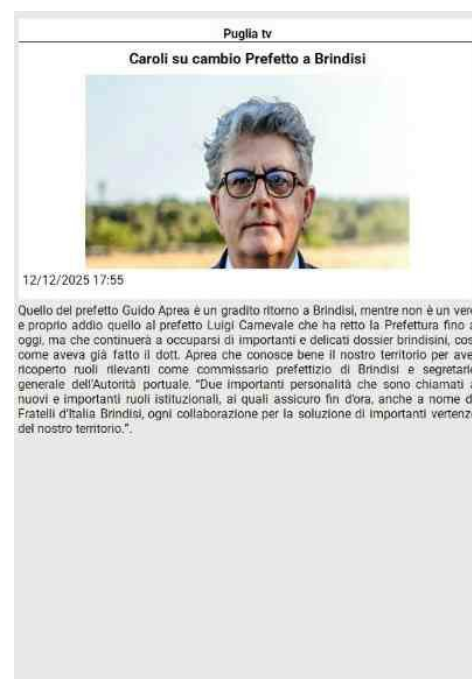 Puglia tv
Caroli su cambio Prefetto a Brindisi
12/12/2025 17:55
Quello del prefetto Guido Aprea è un gradito ritorno a Brindisi, mentre non è un vero
e proprio addio quello al prefetto Luigi Carnevale che ha retto la Prefettura fino a
oggi, ma che continuerà a occuparsi di importanti e delicati dossier brindisini, cos
come aveva già fatto il dott. Aprea che conosce bene il nostro territorio per aver
ricoperto ruoli rilevanti come commissario prefettizio di Brindisi e segretario
generale dell'Autorità portuale. "Due importanti personalità che sono chiamati a
nuovi e importanti ruoli istituzionali, ai quali assicuro fin d'ora, anche a nome d
Fratelli d'Italia Brindisi, ogni collaborazione per la soluzione di importanti vertenze
del nostro territorio.".